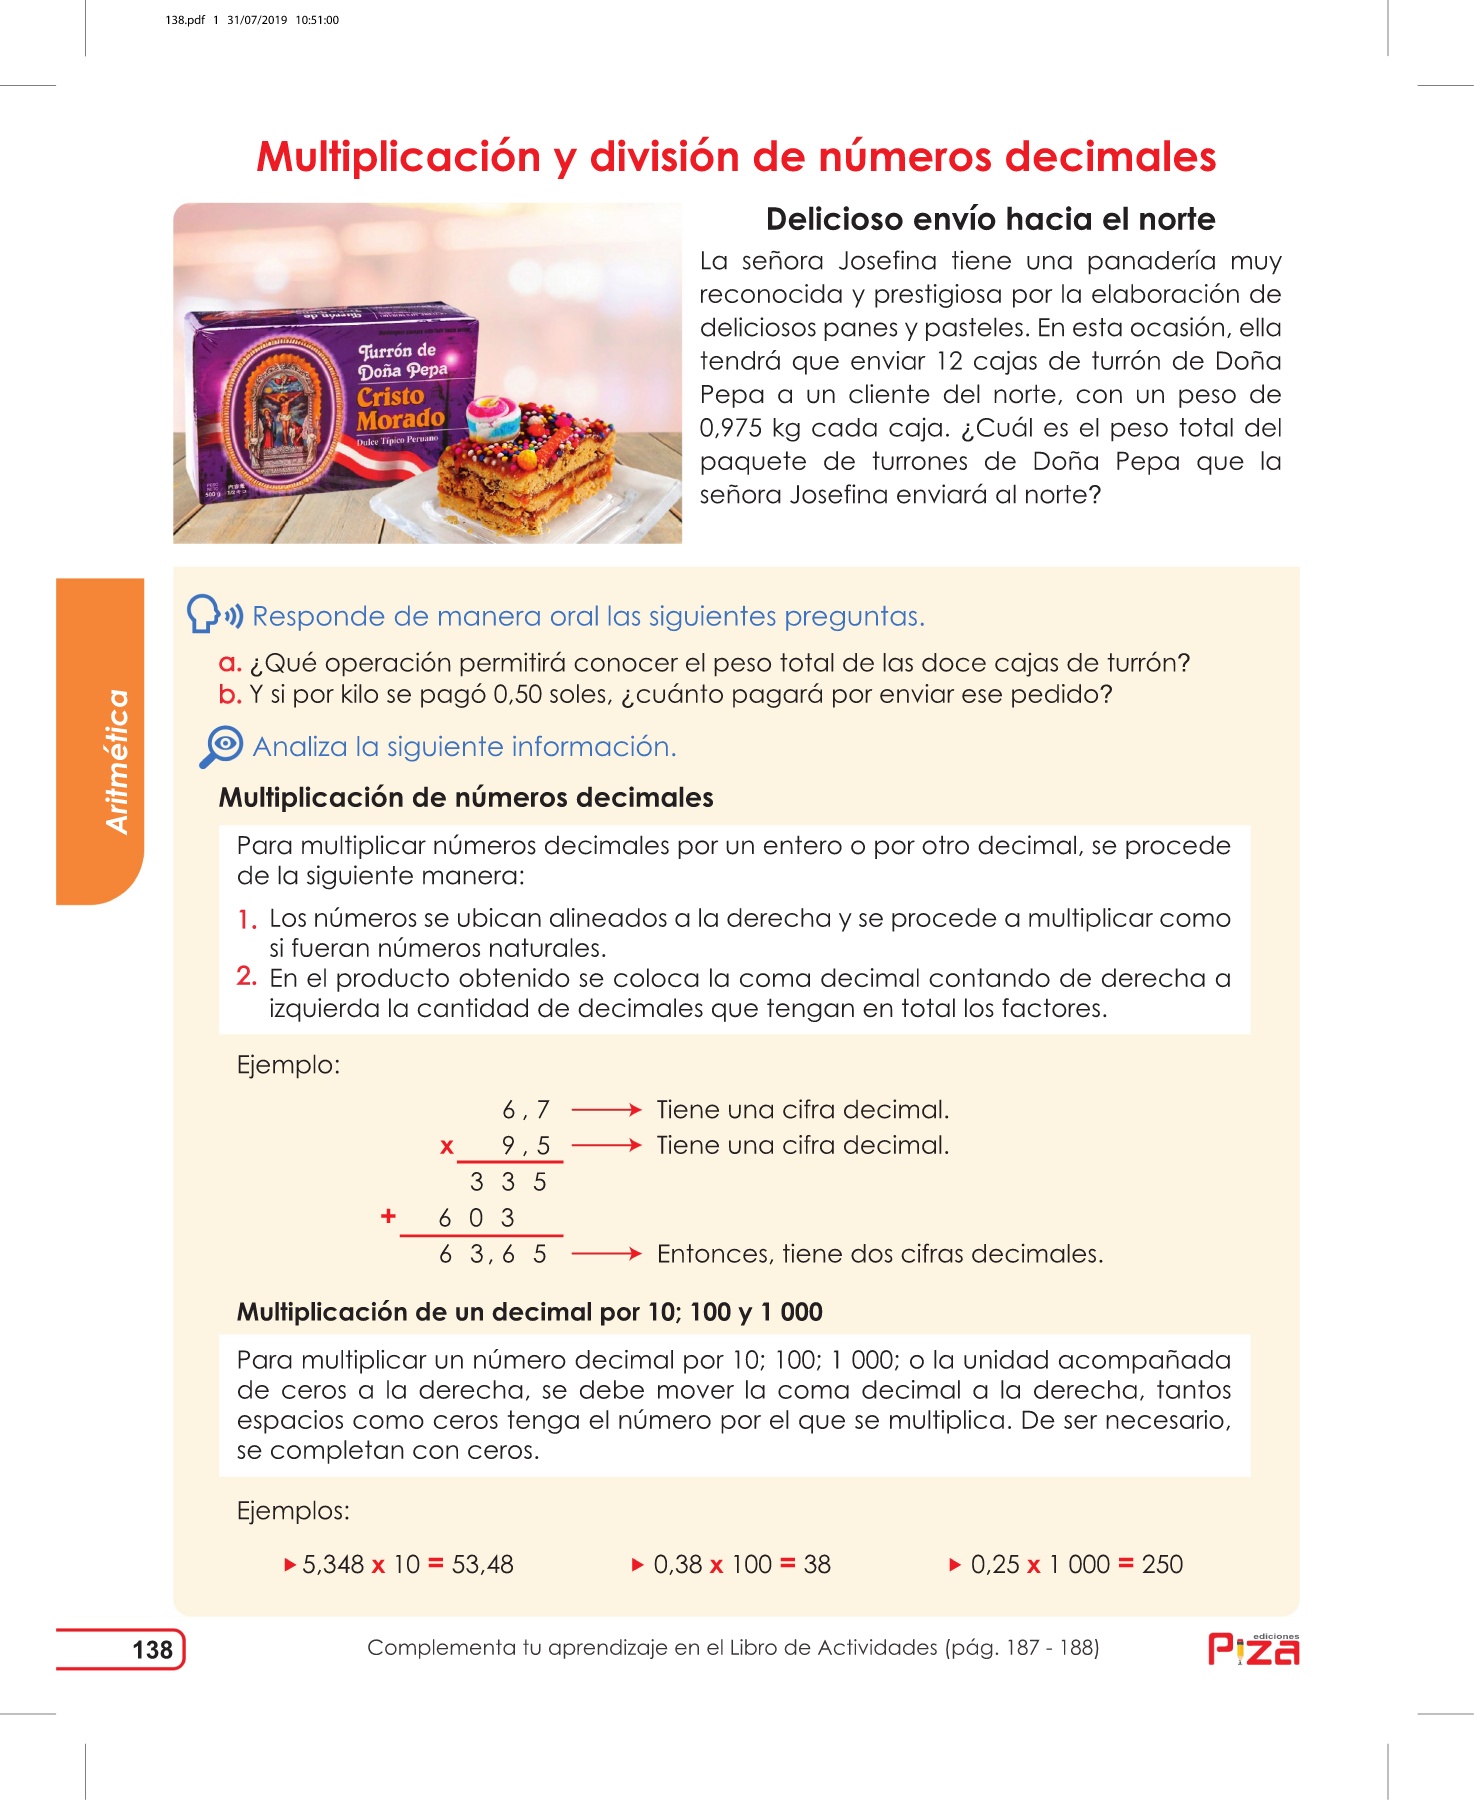 138.pdf 1 31/07/2019 10:51:00
Multiplicación y división de números decimales
Turrón de
Doña Pepa
Cristo
Morado
Dulce Típico Peruano
500 g
Delicioso envío hacia el norte
La señora Josefina tiene una panadería muy
reconocida y prestigiosa por la elaboración de
deliciosos panes y pasteles. En esta ocasión, ella
tendrá que enviar 12 cajas de turrón de Doña
Pepa a un cliente del norte, con un peso de
0,975 kg cada caja. ¿Cuál es el peso total del
paquete de turrones de Doña Pepa que la
señora Josefina enviará al norte?
Aritmética
Responde de manera oral las siguientes preguntas.
a. ¿Qué operación permitirá conocer el peso total de las doce cajas de turrón?
b. Y si por kilo se pagó 0,50 soles, ¿cuánto pagará por enviar ese pedido?
Analiza la siguiente información.
Multiplicación de números decimales
Para multiplicar números decimales por un entero o por otro decimal, se procede
de la siguiente manera:
1. Los números se ubican alineados a la derecha y se procede a multiplicar como
si fueran números naturales.
2. En el producto obtenido se coloca la coma decimal contando de derecha a
izquierda la cantidad de decimales que tengan en total los factores.
Ejemplo:
6 , 7 Tiene una cifra decimal.
x 9 , 5 Tiene una cifra decimal.
3 3 5
+ 6 0 3
6 3 , 6 5 Entonces, tiene dos cifras decimales.
Multiplicación de un decimal por 10; 100 y 1 000
Para multiplicar un número decimal por 10; 100; 1 000; o la unidad acompañada
de ceros a la derecha, se debe mover la coma decimal a la derecha, tantos
espacios como ceros tenga el número por el que se multiplica. De ser necesario,
se completan con ceros.
Ejemplos:
5,348 x 10 = 53,48 0,38 x 100 = 38 0,25 x 1 000 = 250
138
Complementa tu aprendizaje en el Libro de Actividades (pág. 187 - 188)
ediciones
Piza